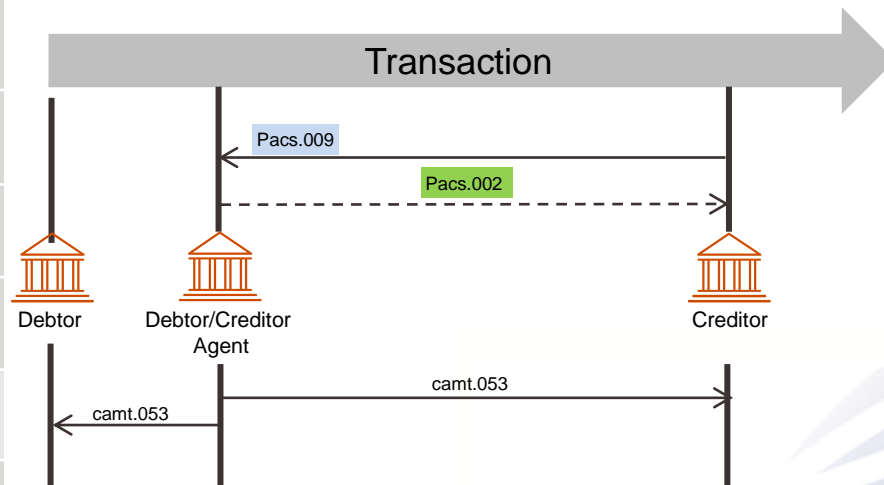 Transaction
Pacs.009
Pacs.002
Debtor
Debtor/Creditor
Agent
Creditor
camt.053
camt.053